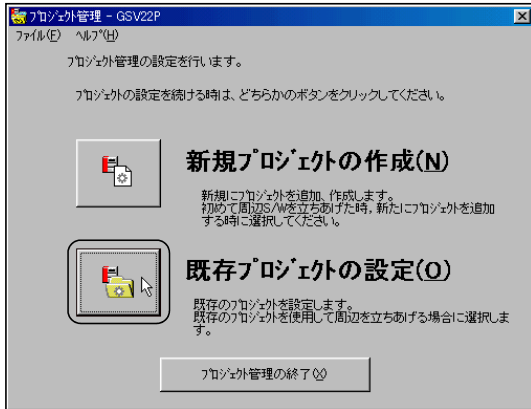 プロジェクト管理 - GSV22P
ファイル(F) ヘルプ(H)
プロジェクト管理の設定を行います。
プロジェクトの設定を続ける時は、どちらかのボタンをクリックしてください。
新規プロジェクトの作成(N)
新規にプロジェクトを追加、作成します。
初めて周辺S/Wを立ちあげた時，新たにプロジェクトを追加
する時に選択してください。
既存プロジェクトの設定(O)
既存のプロジェクトを設定します。
既存のプロジェクトを使用して周辺を立ちあげる場合に選択しま
す。
プロジェクト管理の終了(X)